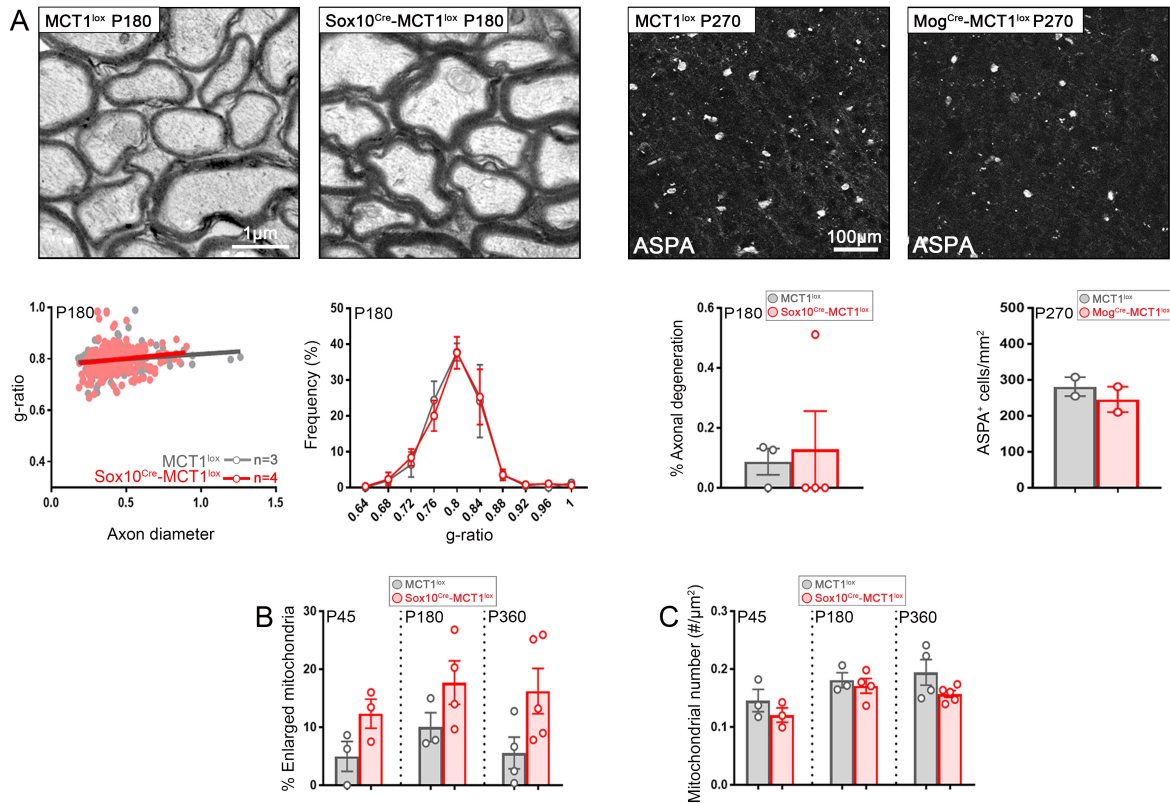 A
MCT1lox P180
Sox10Cre-MCT1lox P180
MCT1lox P270
MogCre-MCT1lox P270
1µm
ASPA
100µm
ASPA
P180
g-ratio
1.0
0.8
0.6
0.4
MCT1lox n=3
Sox10Cre-MCT1lox n=4
0.0 0.5 1.0 1.5
Axon diameter
P180
Frequency (%)
50
40
30
20
10
0
0.64 0.68 0.72 0.76 0.8 0.84 0.88 0.92 0.96 1
g-ratio
P180
MCT1lox
Sox10Cre-MCT1lox
% Axonal degeneration
0.6
0.4
0.2
0.0
P270
MCT1lox
MogCre-MCT1lox
ASPA+ cells/mm2
500
400
300
200
100
0
B
MCT1lox
Sox10Cre-MCT1lox
% Enlarged mitochondria
30
20
10
0
P45 P180 P360
C
MCT1lox
Sox10Cre-MCT1lox
Mitochondrial number (#/µm2)
0.3
0.2
0.1
0.0
P45 P180 P360